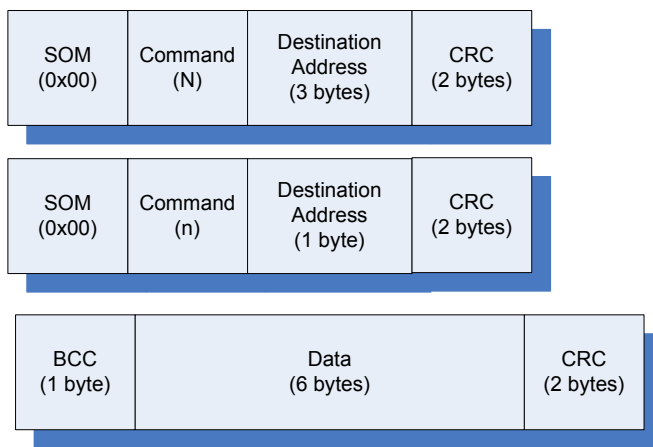 SOM
(0x00)
Command
(N)
Destination
Address
(3 bytes)
CRC
(2 bytes)
SOM
(0x00)
Command
(n)
Destination
Address
(1 byte)
CRC
(2 bytes)
BCC
(1 byte)
Data
(6 bytes)
CRC
(2 bytes)